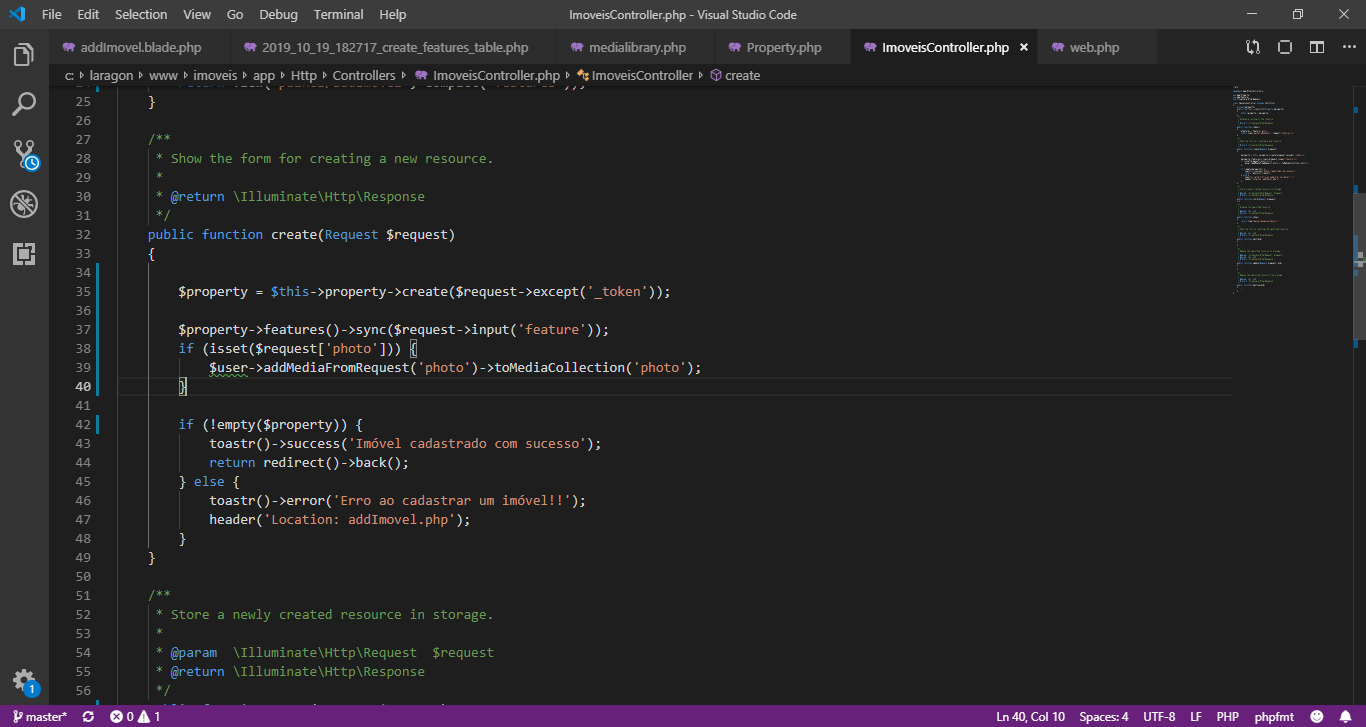 File Edit Selection View Go Debug Terminal Help ImoveisController.php - Visual Studio Code
addImovel.blade.php 2019_10_19_182717_create_features_table.php medialibrary.php Property.php ImoveisController.php × web.php
c: laragon www imoveis app Http Controllers ImoveisController.php ImoveisController create
25 }
26
27 /**
28 * Show the form for creating a new resource.
29 *
30 * @return \Illuminate\Http\Response
31 */
32 public function create(Request $request)
33 {
34
35 $property = $this->property->create($request->except('_token'));
36
37 $property->features()->sync($request->input('feature'));
38 if (isset($request['photo'])) {
39 $user->addMediaFromRequest('photo')->toMediaCollection('photo');
40 }
41
42 if (!empty($property)) {
43 toastr()->success('Imóvel cadastrado com sucesso');
44 return redirect()->back();
45 } else {
46 toastr()->error('Erro ao cadastrar um imóvel!!');
47 header('Location: addImovel.php');
48 }
49 }
50
51 /**
52 * Store a newly created resource in storage.
53 *
54 * @param \Illuminate\Http\Request $request
55 * @return \Illuminate\Http\Response
56 */
1
master* 0 1 Ln 40, Col 10 Spaces: 4 UTF-8 LF PHP phpfmt